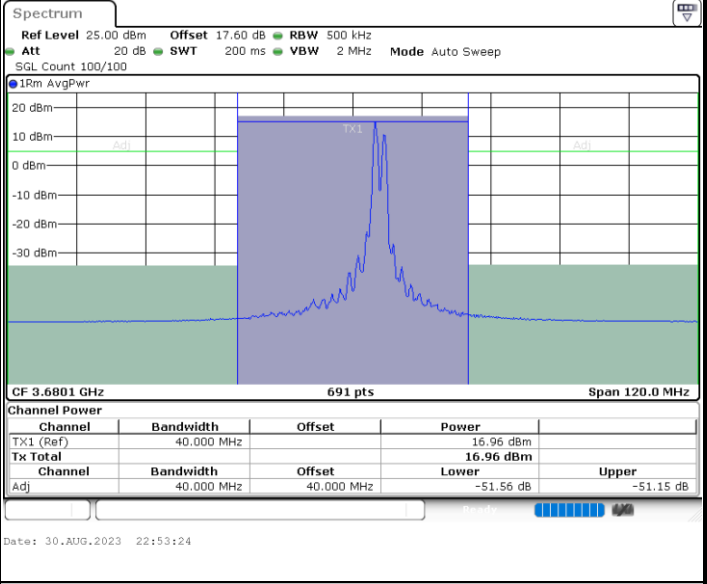 Spectrum
Ref Level 25.00 dBm Offset 17.60 dB RBW 500 kHz
Att 20 dB SWT 200 ms VBW 2 MHz Mode Auto Sweep
SGL Count 100/100
1Rm AvgPwr
20 dBm
TX1
10 dBm
Adj Adj
0 dBm
-10 dBm
-20 dBm
-30 dBm
CF 3.6801 GHz 691 pts Span 120.0 MHz
Channel Power
Channel Bandwidth Offset Power
TX1 (Ref) 40.000 MHz 16.96 dBm
Tx Total 16.96 dBm
Channel Bandwidth Offset Lower Upper
Adj 40.000 MHz 40.000 MHz -51.56 dB -51.15 dB
Ready
Date: 30.AUG.2023 22:53:24